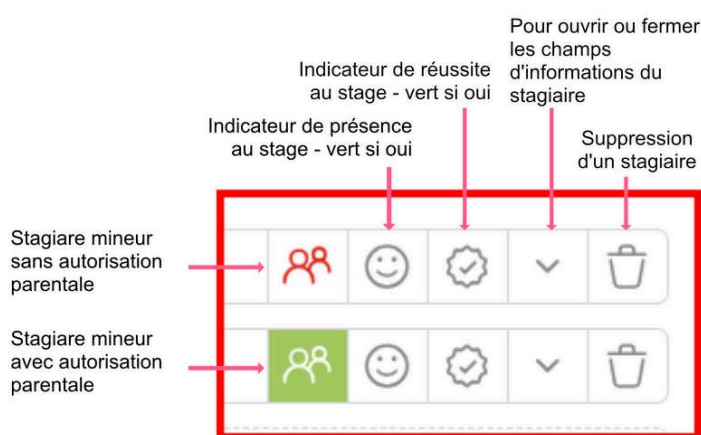 Pour ouvrir ou fermer
les champs
d'informations du
stagiaire
Indicateur de réussite
au stage - vert si oui
Indicateur de présence
au stage - vert si oui
Suppression
d'un stagiaire
Stagiare mineur
sans autorisation
parentale
Stagiare mineur
avec autorisation
parentale